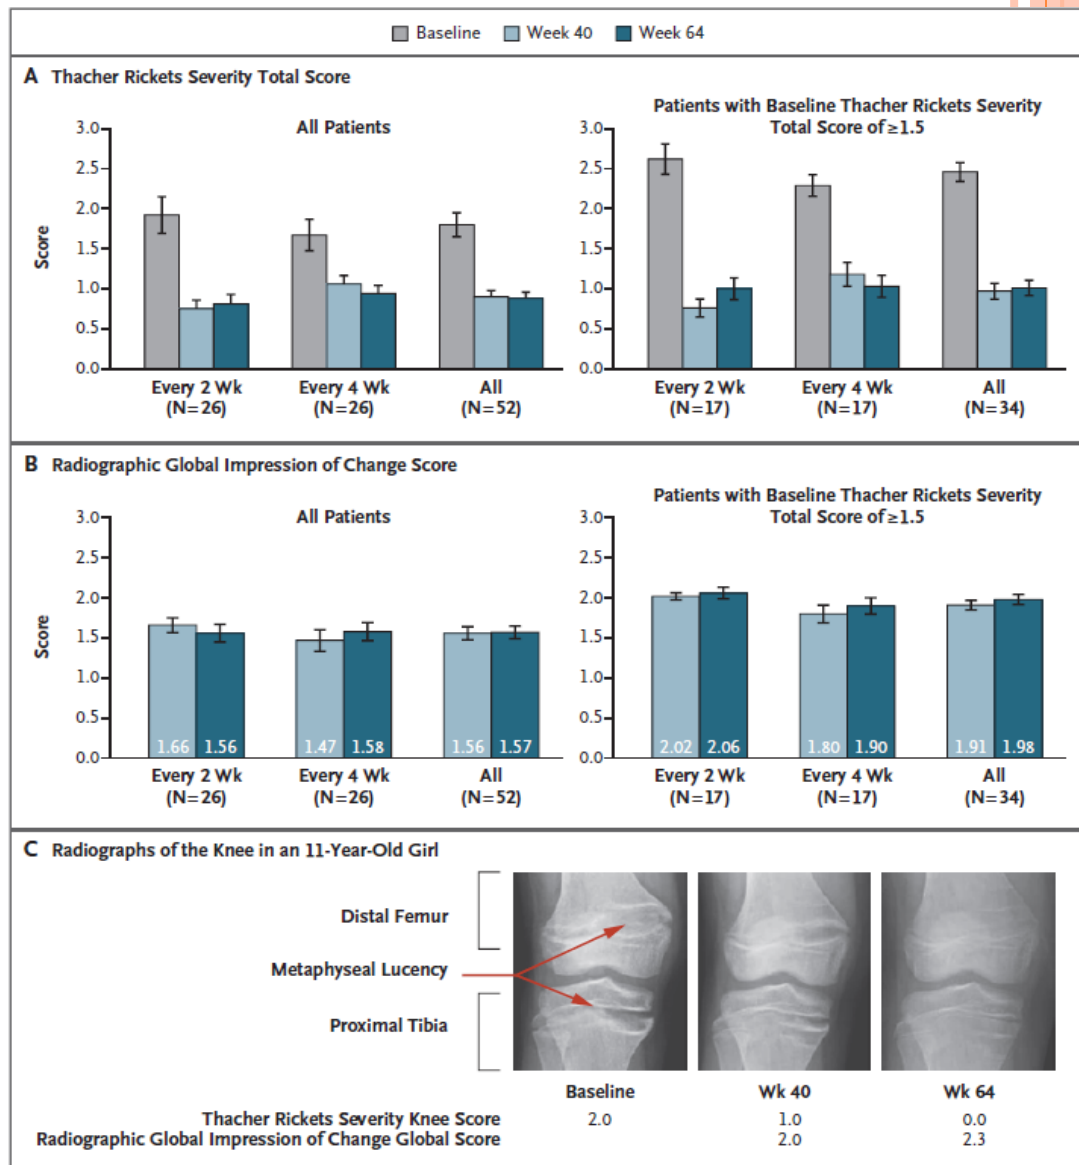 Baseline Week 40 Week 64
A Thacher Rickets Severity Total Score
All Patients
Score
3.0
2.5
2.0
1.5
1.0
0.5
0.0
Every 2 Wk (N=26)
Every 4 Wk (N=26)
All (N=52)
Patients with Baseline Thacher Rickets Severity
Total Score of ≥1.5
3.0
2.5
2.0
1.5
1.0
0.5
0.0
Every 2 Wk (N=17)
Every 4 Wk (N=17)
All (N=34)
B Radiographic Global Impression of Change Score
All Patients
Score
3.0
2.5
2.0
1.5
1.0
0.5
0.0
1.66 1.56 1.47 1.58 1.56 1.57
Every 2 Wk (N=26)
Every 4 Wk (N=26)
All (N=52)
Patients with Baseline Thacher Rickets Severity
Total Score of ≥1.5
3.0
2.5
2.0
1.5
1.0
0.5
0.0
2.02 2.06 1.80 1.90 1.91 1.98
Every 2 Wk (N=17)
Every 4 Wk (N=17)
All (N=34)
C Radiographs of the Knee in an 11-Year-Old Girl
Distal Femur
Metaphyseal Lucency
Proximal Tibia
Baseline Wk 40 Wk 64
Thacher Rickets Severity Knee Score 2.0 1.0 0.0
Radiographic Global Impression of Change Global Score 2.0 2.3